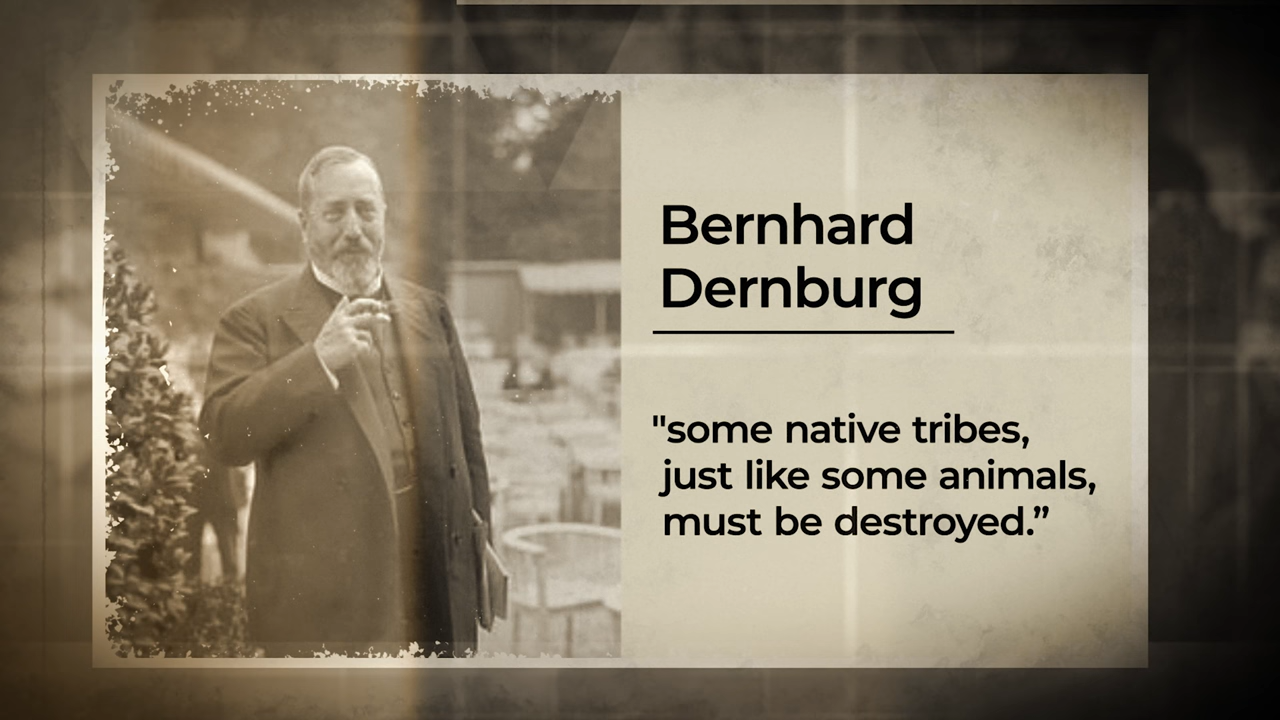 Bernhard
Dernburg
"some native tribes,
just like some animals,
must be destroyed.”